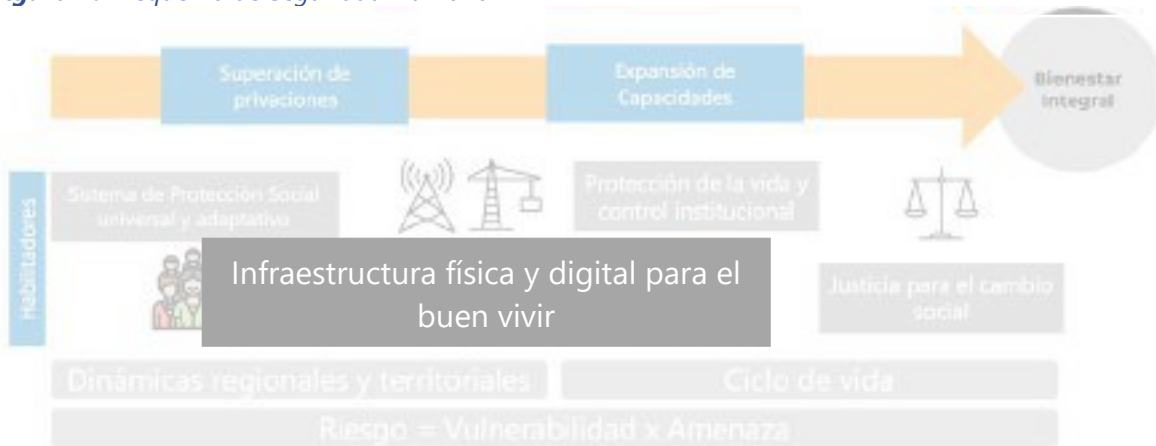 Superación de
privaciones
Expansión de
Capacidades
Bienestar
Integral
Habilitadores
Sistema de Protección Social
universal y adaptativo
Protección de la vida y
control institucional
Infraestructura física y digital para el
buen vivir
Justicia para el cambio
social
Dinámicas regionales y territoriales
Ciclo de vida
Riesgo = Vulnerabilidad x Amenaza